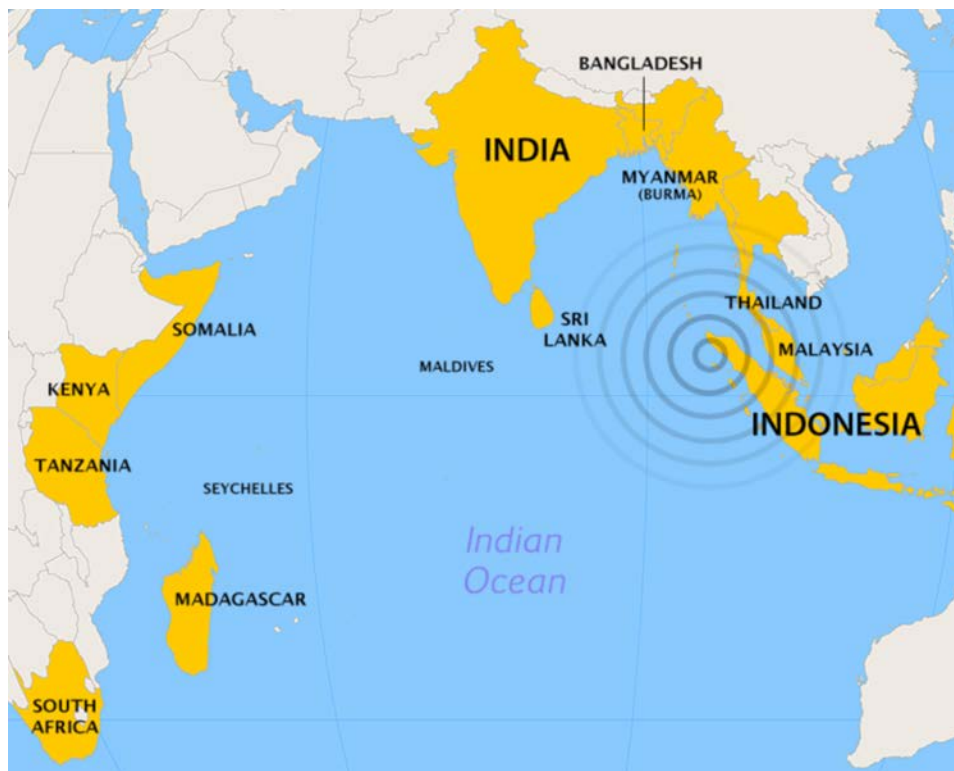 BANGLADESH
INDIA
MYANMAR
(BURMA)
THAILAND
SRI
LANKA
SOMALIA
MALAYSIA
MALDIVES
KENYA
INDONESIA
TANZANIA
SEYCHELLES
Indian
Ocean
MADAGASCAR
SOUTH
AFRICA